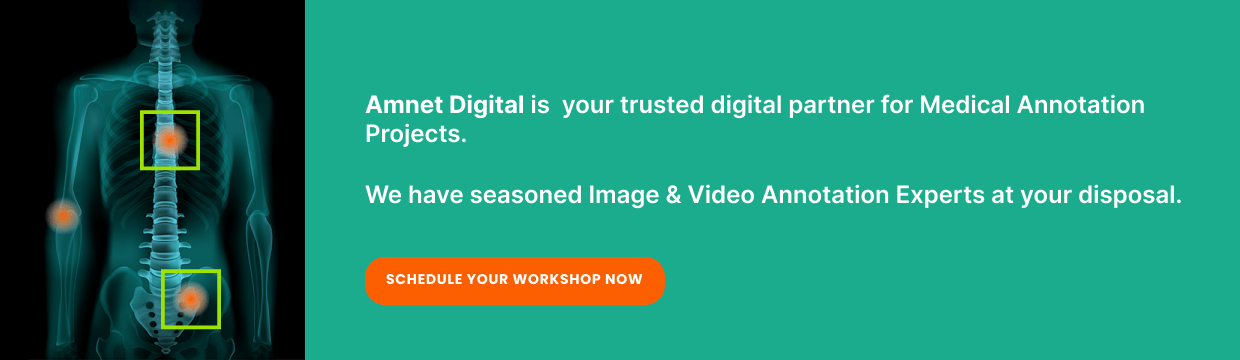 Amnet Digital is  your trusted digital partner for Medical Annotation
Projects.
We have seasoned Image & Video Annotation Experts at your disposal.
SCHEDULE YOUR WORKSHOP NOW